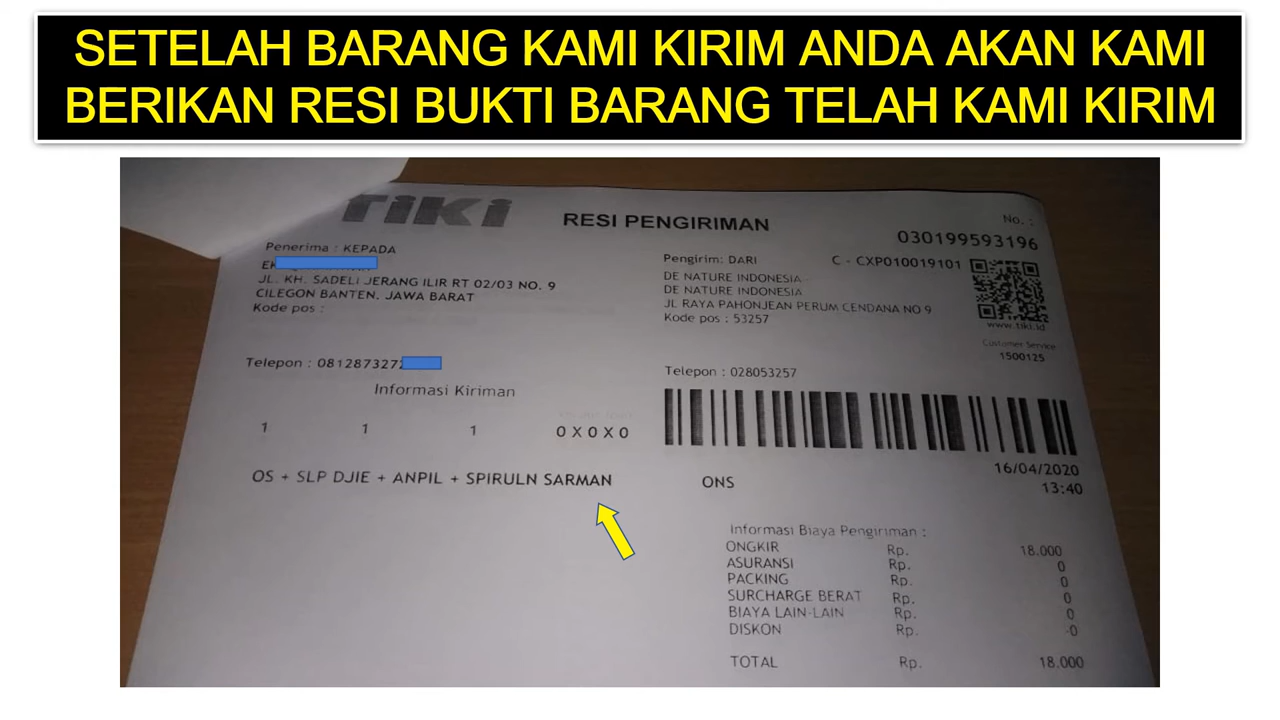 SETELAH BARANG KAMI KIRIM ANDA AKAN KAMI
BERIKAN RESI BUKTI BARANG TELAH KAMI KIRIM
TiKi
RESI PENGIRIMAN
No. :
030199593196
Penerima : KEPADA
JL. KH. SADELI JERANG ILIR RT 02/03 NO. 9
CILEGON BANTEN, JAWA BARAT
Kode pos :
Telepon : 0812873272
Pengirim: DARI
C - CXP010019101
DE NATURE INDONESIA
DE NATURE INDONESIA
JL RAYA PAHONJEAN PERUM CENDANA NO 9
Kode pos : 53257
www.tiki.id
Customer Service
1500125
Telepon : 028053257
Informasi Kiriman
1 1 1 0 X 0 X 0
OS + SLP DJIE + ANPIL + SPIRULN SARMAN
16/04/2020
13:40
ONS
Informasi Biaya Pengiriman :
ONGKIR Rp. 18.000
ASURANSI Rp. 0
PACKING Rp. 0
SURCHARGE BERAT Rp. 0
BIAYA LAIN-LAIN Rp. 0
DISKON Rp. -0
TOTAL Rp. 18.000